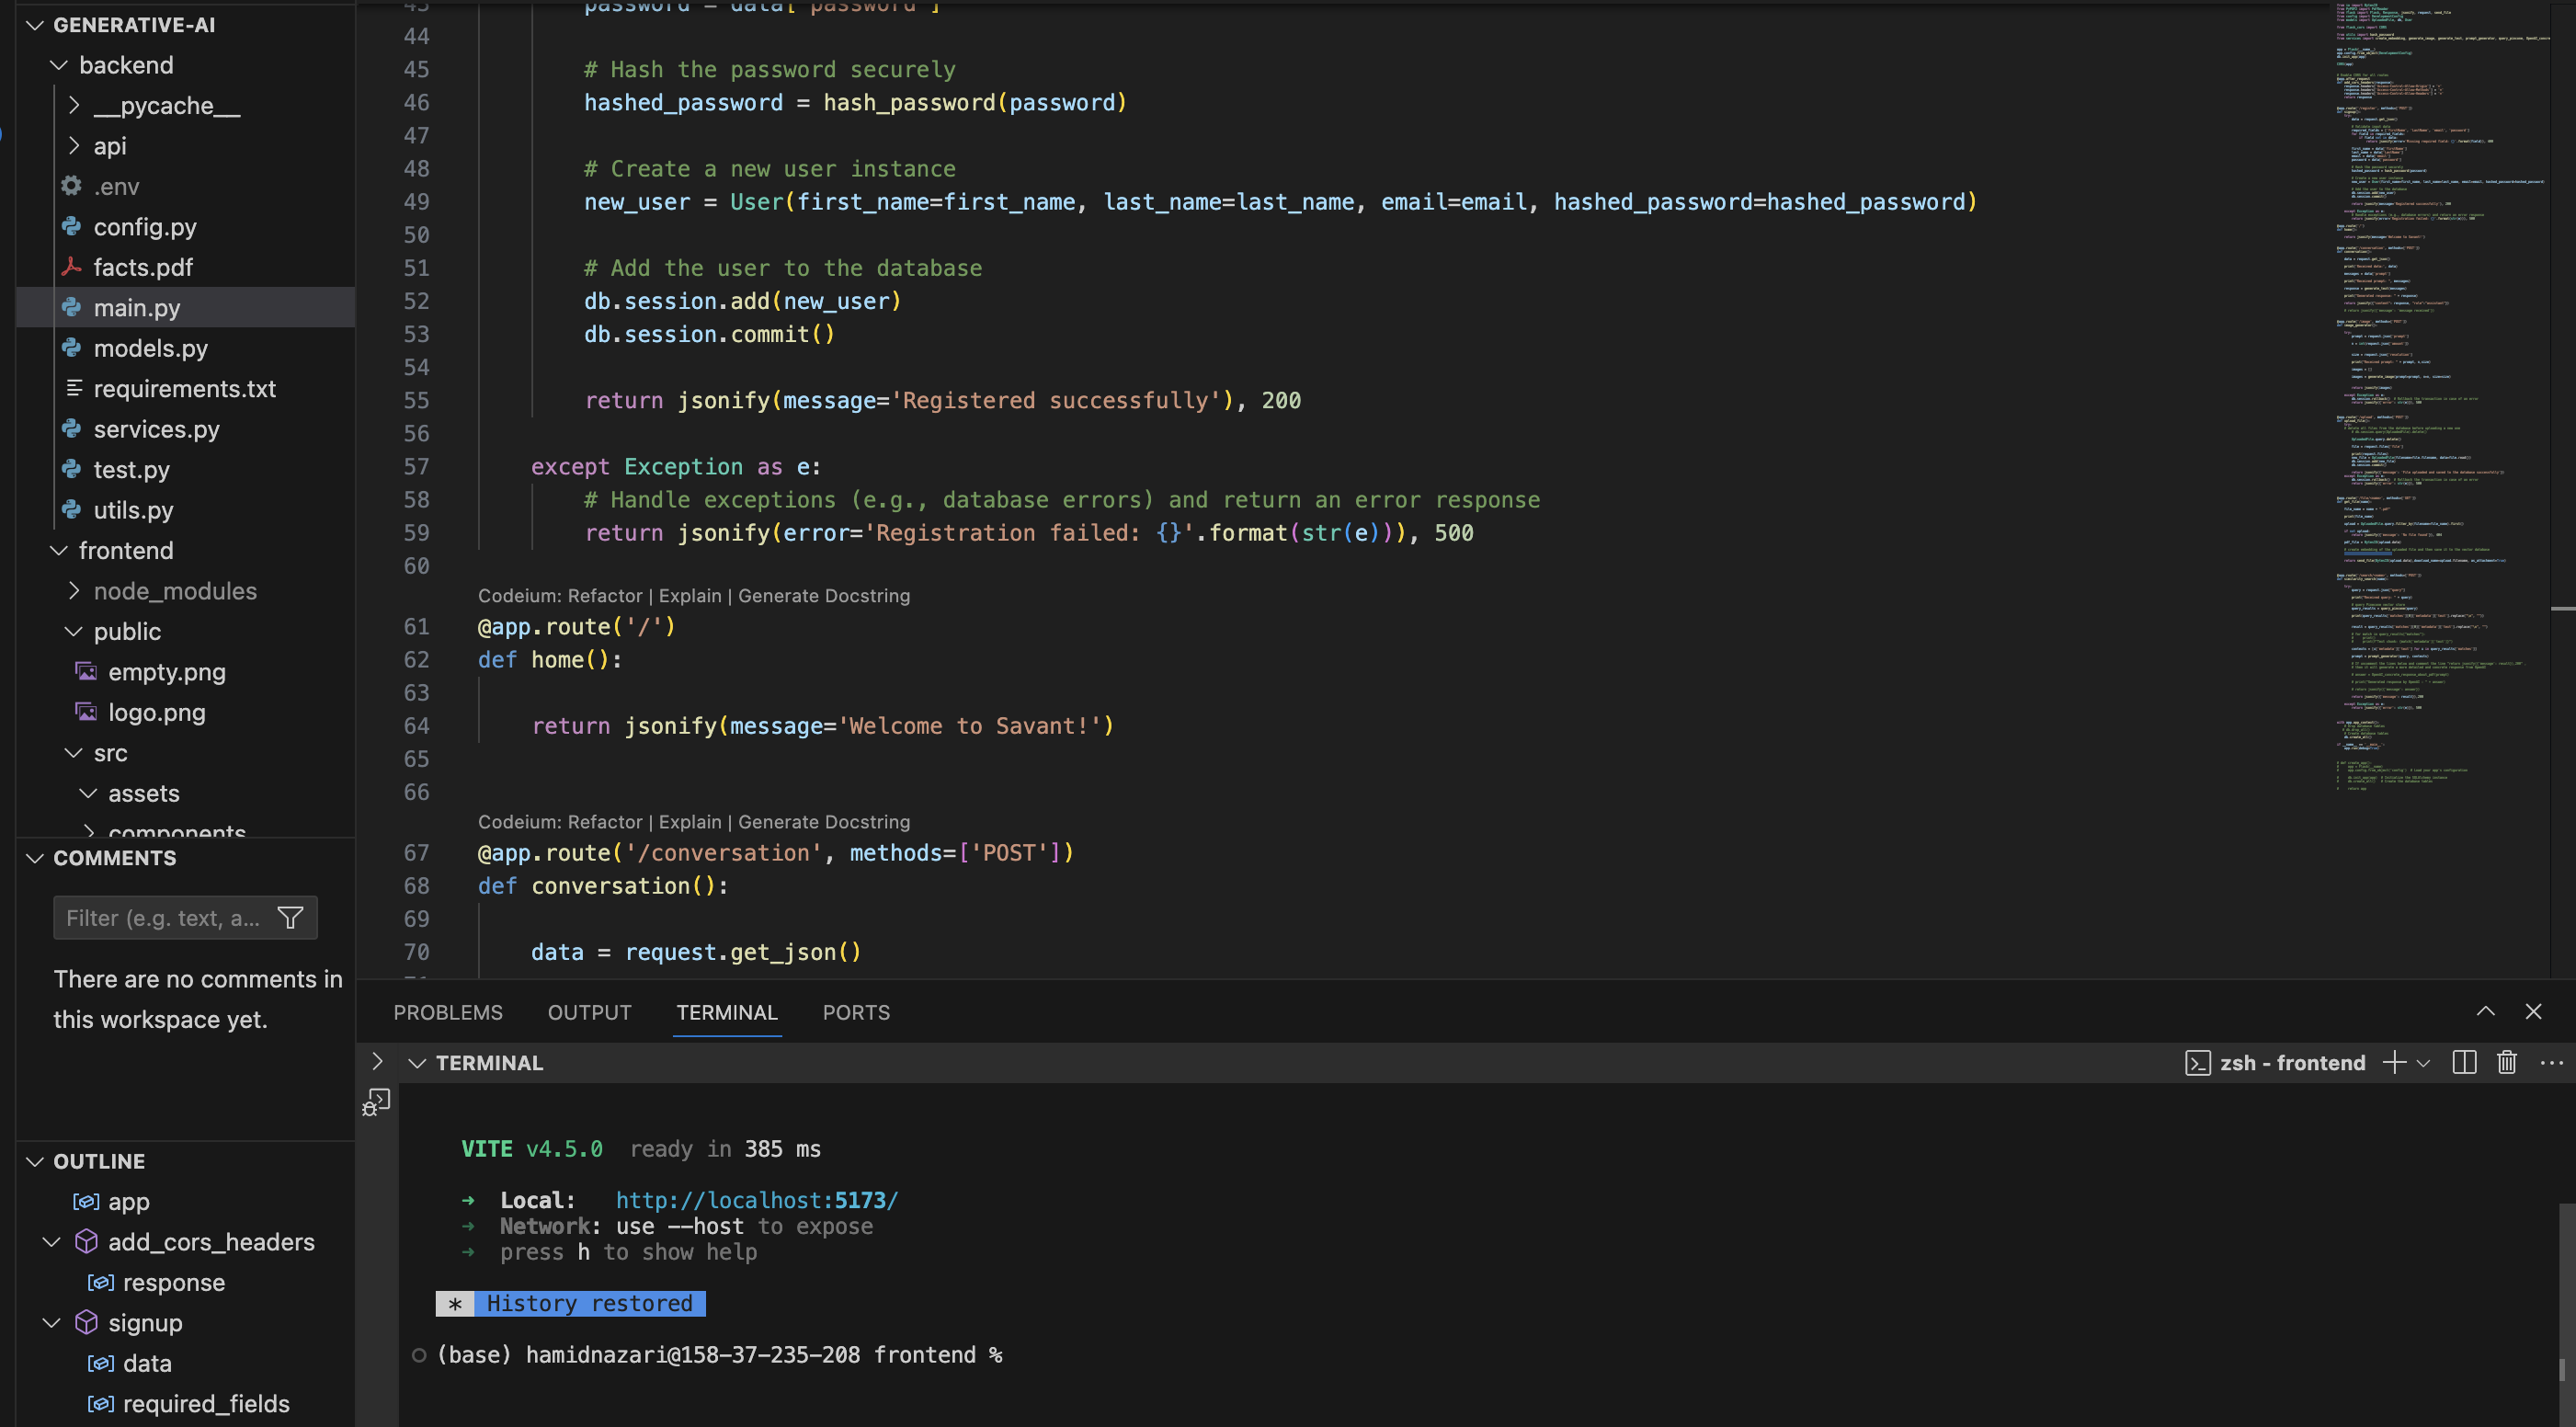 GENERATIVE-AI
backend
__pycache__
api
.env
config.py
facts.pdf
main.py
models.py
requirements.txt
services.py
test.py
utils.py
frontend
node_modules
public
empty.png
logo.png
src
assets
components
COMMENTS
Filter (e.g. text, a...
There are no comments in
this workspace yet.
OUTLINE
app
add_cors_headers
response
signup
data
required_fields
43 password = data['password']
44
45 # Hash the password securely
46 hashed_password = hash_password(password)
47
48 # Create a new user instance
49 new_user = User(first_name=first_name, last_name=last_name, email=email, hashed_password=hashed_password)
50
51 # Add the user to the database
52 db.session.add(new_user)
53 db.session.commit()
54
55 return jsonify(message='Registered successfully'), 200
56
57 except Exception as e:
58 # Handle exceptions (e.g., database errors) and return an error response
59 return jsonify(error='Registration failed: {}'.format(str(e))), 500
60
Codeium: Refactor | Explain | Generate Docstring
61 @app.route('/')
62 def home():
63
64 return jsonify(message='Welcome to Savant!')
65
66
Codeium: Refactor | Explain | Generate Docstring
67 @app.route('/conversation', methods=['POST'])
68 def conversation():
69
70 data = request.get_json()
PROBLEMS OUTPUT TERMINAL PORTS
TERMINAL
zsh - frontend
VITE v4.5.0 ready in 385 ms
➜ Local: http://localhost:5173/
➜ Network: use --host to expose
➜ press h to show help
* History restored
(base) hamidnazari@158-37-235-208 frontend %